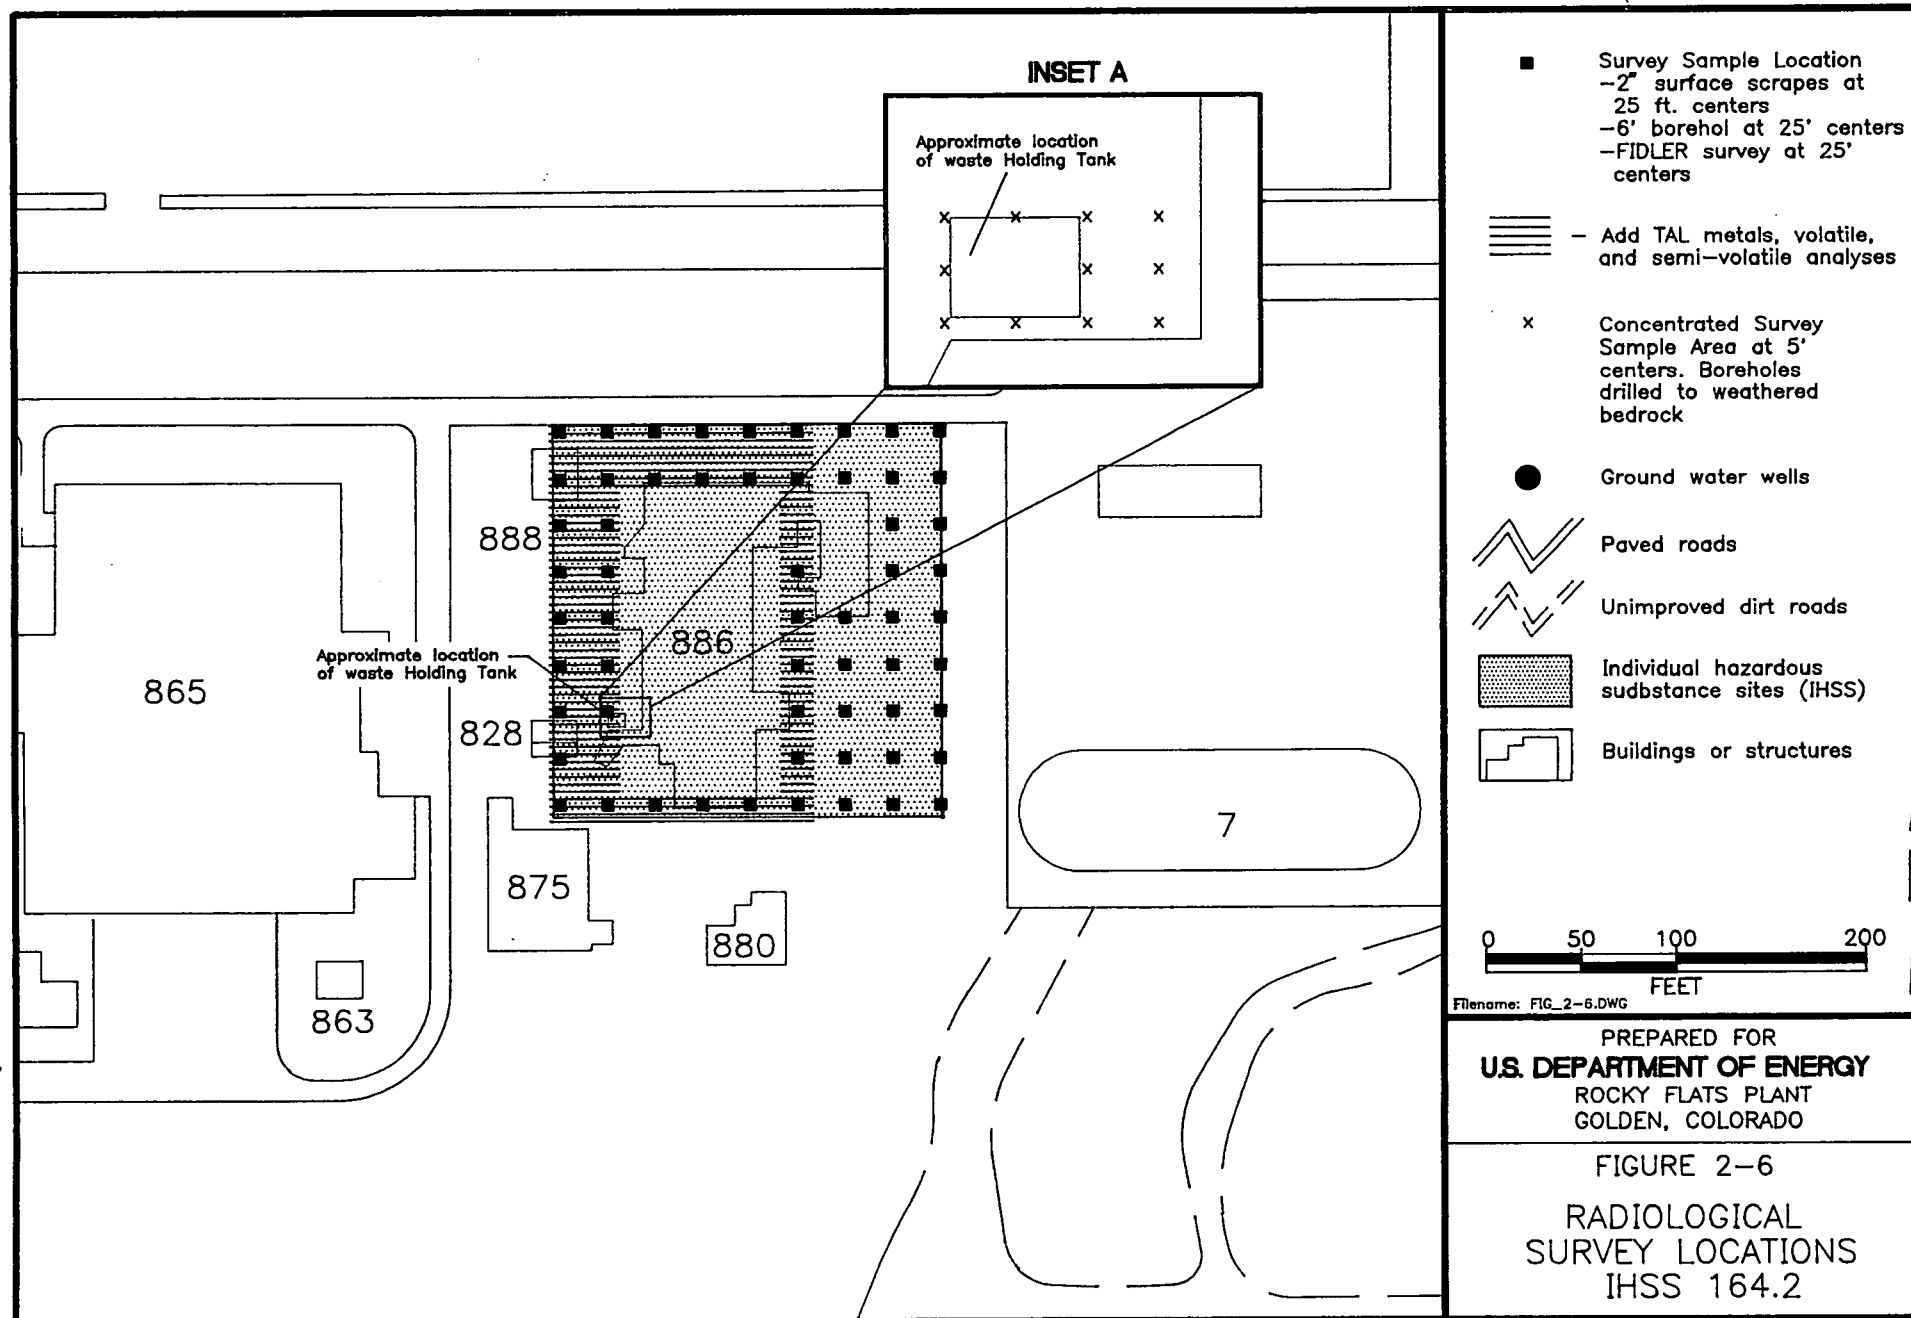 INSET A
Approximate location
of waste Holding Tank
x x x x
x x x
x x x x
888
886
Approximate location
of waste Holding Tank
865
828
7
875
880
863
Survey Sample Location
-2" surface scrapes at
25 ft. centers
-6' borehol at 25' centers
-FIDLER survey at 25'
centers
- Add TAL metals, volatile,
and semi-volatile analyses
x Concentrated Survey
Sample Area at 5'
centers. Boreholes
drilled to weathered
bedrock
Ground water wells
Paved roads
Unimproved dirt roads
Individual hazardous
sudbstance sites (IHSS)
Buildings or structures
0 50 100 200
FEET
Filename: FIG_2-6.DWG
PREPARED FOR
U.S. DEPARTMENT OF ENERGY
ROCKY FLATS PLANT
GOLDEN, COLORADO
FIGURE 2-6
RADIOLOGICAL
SURVEY LOCATIONS
IHSS 164.2